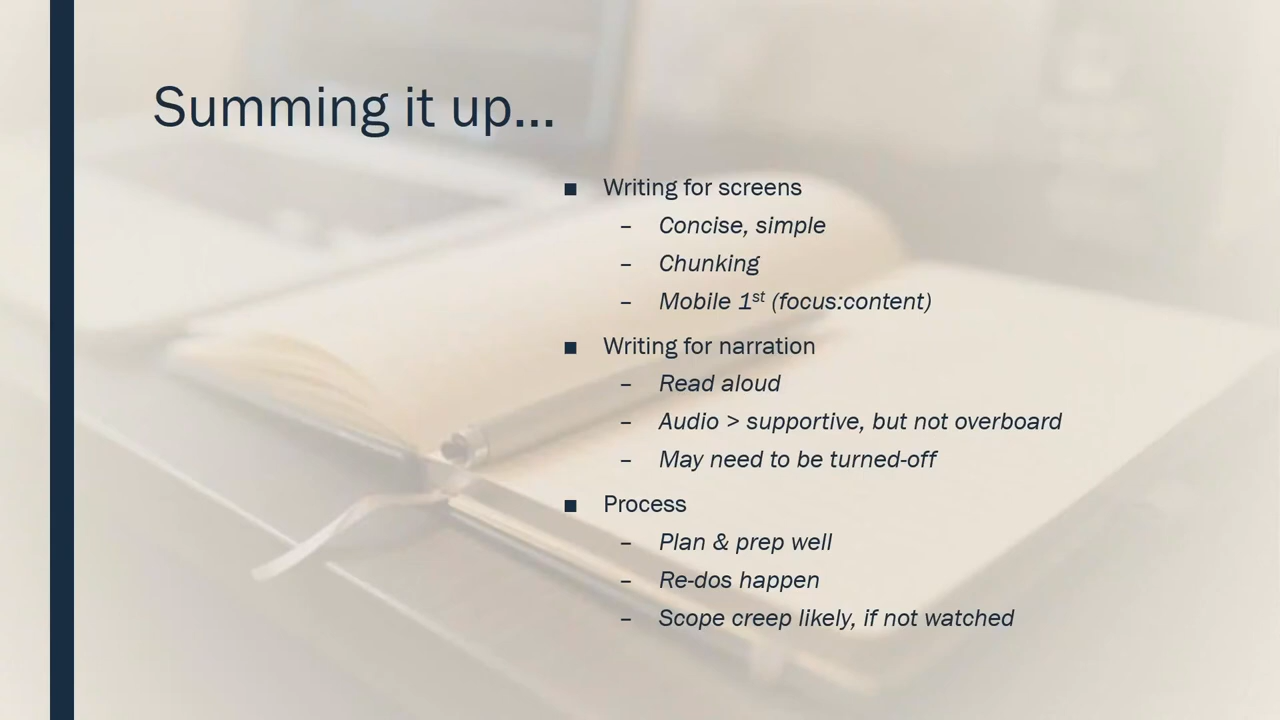 Summing it up...
▪ Writing for screens
– Concise, simple
– Chunking
– Mobile 1st (focus:content)
▪ Writing for narration
– Read aloud
– Audio > supportive, but not overboard
– May need to be turned-off
▪ Process
– Plan & prep well
– Re-dos happen
– Scope creep likely, if not watched